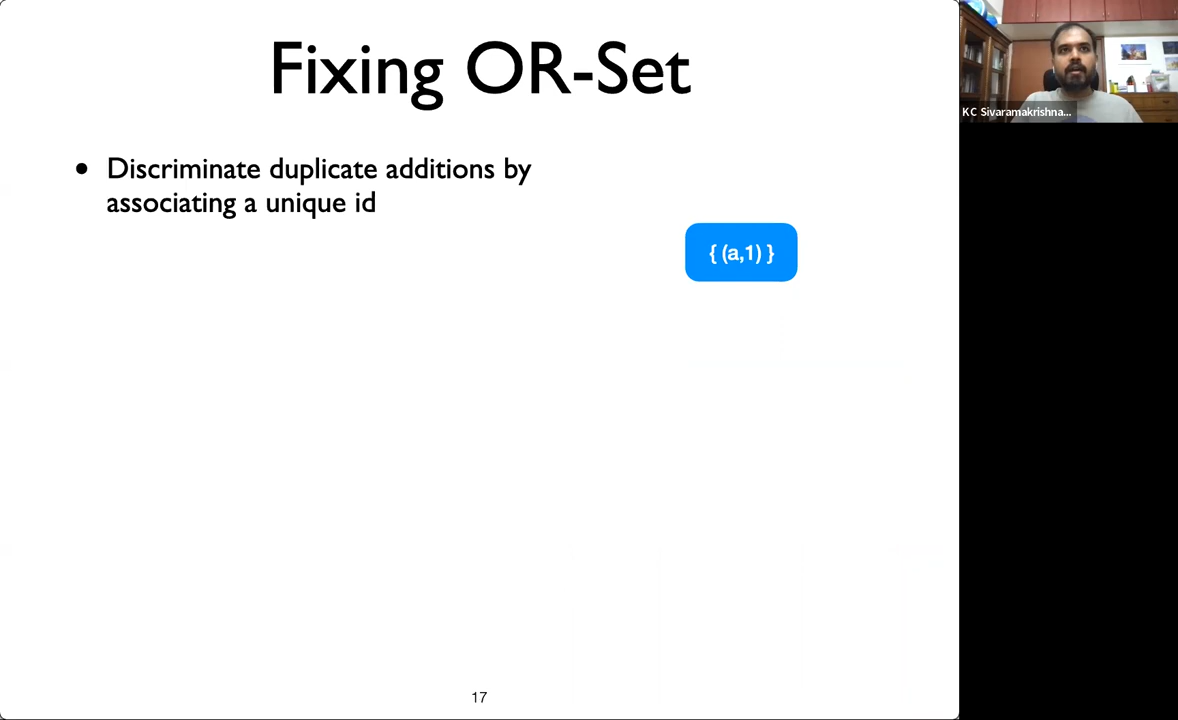 Fixing OR-Set
• Discriminate duplicate additions by
associating a unique id
{ (a,1) }
17
KC Sivaramakrishna...